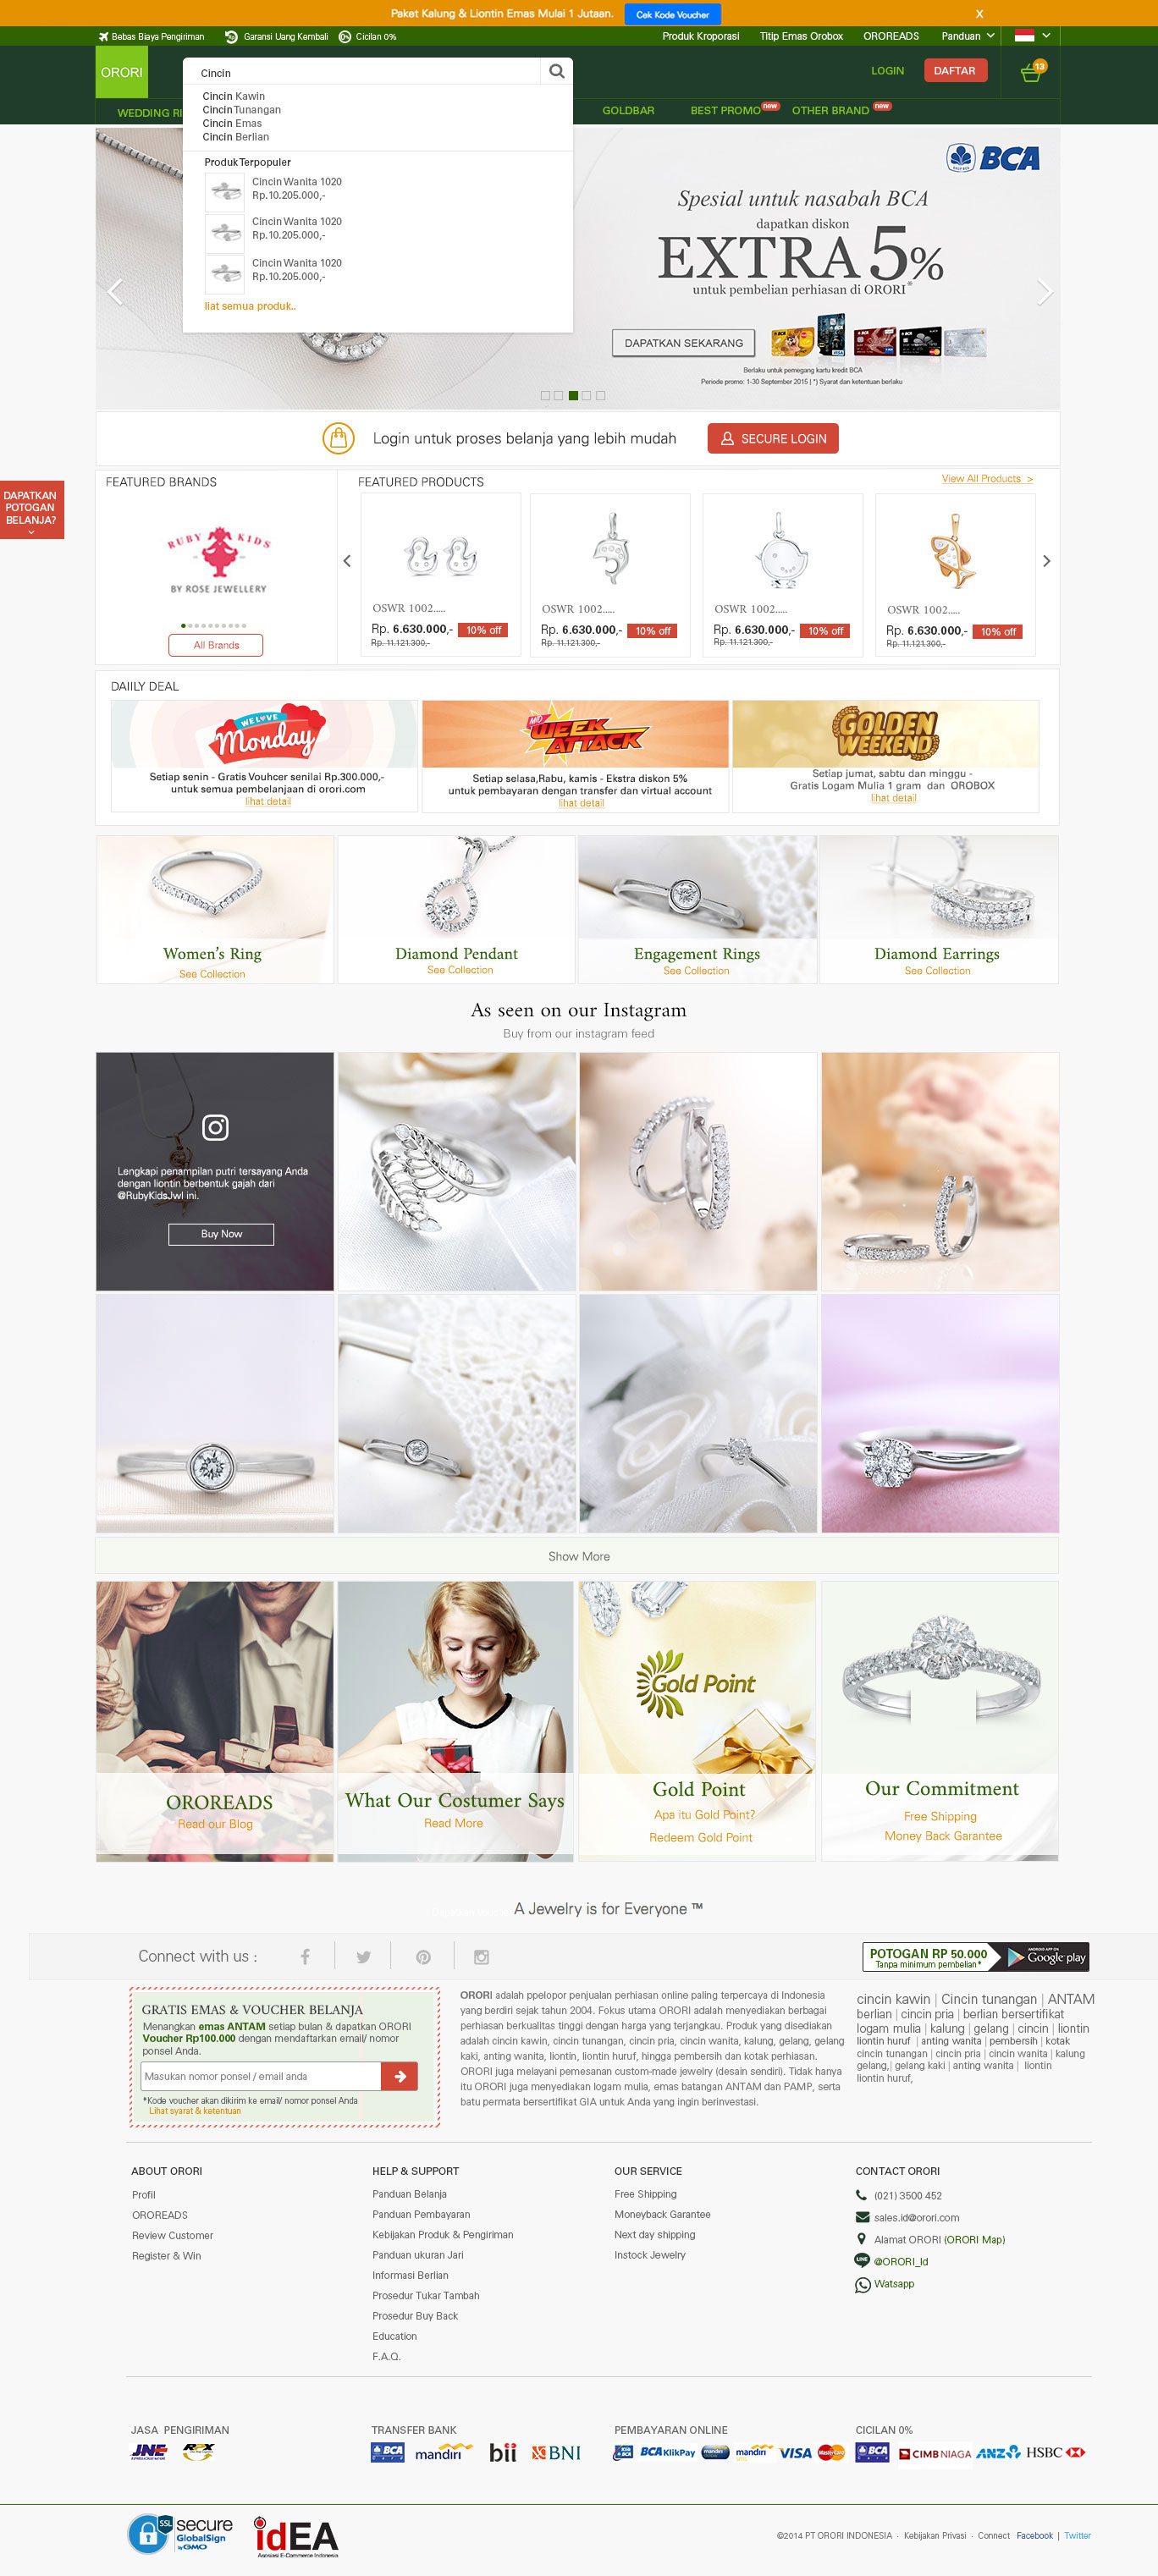 Paket Kalung & Liontin Emas Mulai 1 Jutaan.
Cek Kode Voucher
X
Bebas Biaya Pengiriman
Garansi Uang Kembali
0%
Cicilan 0%
Produk Kroporasi
Titip Emas Orobox
OROREADS
Panduan
ORORI
Cincin
LOGIN
DAFTAR
13
WEDDING RI
GOLDBAR
BEST PROMO
new
OTHER BRAND
new
Cincin Kawin
Cincin Tunangan
Cincin Emas
Cincin Berlian
Produk Terpopuler
Cincin Wanita 1020
Rp.10.205.000,-
Cincin Wanita 1020
Rp.10.205.000,-
Cincin Wanita 1020
Rp.10.205.000,-
liat semua produk..
BCA
Spesial untuk nasabah BCA
dapatkan diskon
EXTRA 5%
untuk pembelian perhiasan di ORORI*
DAPATKAN SEKARANG
Berlaku untuk pemegang kartu kredit BCA
Periode promo: 1-30 September 2015 | *) Syarat dan ketentuan berlaku
Login untuk proses belanja yang lebih mudah
SECURE LOGIN
DAPATKAN
POTOGAN
BELANJA?
FEATURED BRANDS
RUBY KIDS
BY ROSE JEWELLERY
All Brands
FEATURED PRODUCTS
View All Products >
OSWR 1002.....
Rp. 6.630.000,-
10% off
Rp. 11.121.300,-
OSWR 1002.....
Rp. 6.630.000,-
10% off
Rp. 11.121.300,-
OSWR 1002.....
Rp. 6.630.000,-
10% off
Rp. 11.121.300,-
OSWR 1002.....
Rp. 6.630.000,-
10% off
Rp. 11.121.300,-
DAIILY DEAL
WE LOVE
Monday
Setiap senin - Gratis Vouhcer senilai Rp.300.000,-
untuk semua pembelanjaan di orori.com
lihat detail
MID
WEEK
ATTACK
Setiap selasa,Rabu, kamis - Ekstra diskon 5%
untuk pembayaran dengan transfer dan virtual account
lihat detail
GOLDEN
WEEKEND
Setiap jumat, sabtu dan minggu -
Gratis Logam Mulia 1 gram dan OROBOX
lihat detail
Women's Ring
See Collection
Diamond Pendant
See Collection
Engagement Rings
See Collection
Diamond Earrings
See Collection
As seen on our Instagram
Buy from our instagram feed
Lengkapi penampilan putri tersayang Anda
dengan liontin berbentuk gajah dari
@RubyKidsJwl ini.
Buy Now
Show More
OROREADS
Read our Blog
What Our Costumer Says
Read More
Gold Point
Gold Point
Apa itu Gold Point?
Redeem Gold Point
Our Commitment
Free Shipping
Money Back Garantee
A Jewelry is for Everyone ™
Connect with us :
POTOGAN RP 50.000
Tanpa minimum pembelian*
ANDROID APP ON
Google play
GRATIS EMAS & VOUCHER BELANJA
Menangkan emas ANTAM setiap bulan & dapatkan ORORI
Voucher Rp100.000 dengan mendaftarkan email/ nomor
ponsel Anda.
Masukan nomor ponsel / email anda
*Kode voucher akan dikirim ke email/ nomor ponsel Anda
Lihat syarat & ketentuan
ORORI adalah ppelopor penjualan perhiasan online paling terpercaya di Indonesia
yang berdiri sejak tahun 2004. Fokus utama ORORI adalah menyediakan berbagai
perhiasan berkualitas tinggi dengan harga yang terjangkau. Produk yang disediakan
adalah cincin kawin, cincin tunangan, cincin pria, cincin wanita, kalung, gelang, gelang
kaki, anting wanita, liontin, liontin huruf, hingga pembersih dan kotak perhiasan.
ORORI juga melayani pemesanan custom-made jewelry (desain sendiri). Tidak hanya
itu ORORI juga menyediakan logam mulia, emas batangan ANTAM dan PAMP, serta
batu permata bersertifikat GIA untuk Anda yang ingin berinvestasi.
cincin kawin | Cincin tunangan | ANTAM
berlian | cincin pria | berlian bersertifikat
logam mulia | kalung | gelang | cincin | liontin
liontin huruf | anting wanita | pembersih | kotak
cincin tunangan | cincin pria | cincin wanita | kalung
gelang, | gelang kaki | anting wanita | liontin
liontin huruf,
ABOUT ORORI
Profil
OROREADS
Review Customer
Register & Win
HELP & SUPPORT
Panduan Belanja
Panduan Pembayaran
Kebijakan Produk & Pengiriman
Panduan ukuran Jari
Informasi Berlian
Prosedur Tukar Tambah
Prosedur Buy Back
Education
F.A.Q.
OUR SERVICE
Free Shipping
Moneyback Garantee
Next day shipping
Instock Jewelry
CONTACT ORORI
(021) 3500 452
sales.id@orori.com
Alamat ORORI (ORORI Map)
LINE
@ORORI_Id
Watsapp
JASA PENGIRIMAN
JNE
RPX
TRANSFER BANK
BCA
mandiri
bii
BNI
PEMBAYARAN ONLINE
BCA
BCA KlikPay
mandiri
mandiri
VISA
MasterCard
CICILAN 0%
BCA
CIMB NIAGA
ANZ
HSBC
SSL
secure
GlobalSign
by GMO
idEA
Asosiasi E-Commerce Indonesia
©2014 PT ORORI INDONESIA · Kebijakan Privasi · Connect Facebook | Twitter